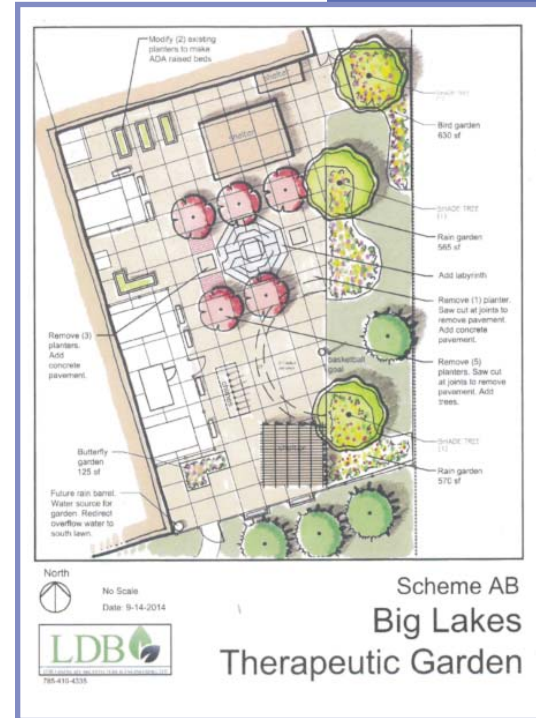 Modify (2) existing
planters to make
ADA raised beds
shelter
shelter
SHADE TREE
Bird garden
630 sf
SHADE TREE
(1)
Rain garden
565 sf
Add labyrinth
Remove (1) planter.
Saw cut at joints to
remove pavement.
Add concrete
pavement.
Remove (3)
planters.
Add
concrete
pavement.
basketball
goal
Remove (5)
planters. Saw cut
at joints to remove
pavement. Add
trees.
SHADE TREE
(1)
Butterfly
garden
125 sf
Rain garden
570 sf
Future rain barrel.
Water source for
garden. Redirect
overflow water to
south lawn.
North
No Scale
Date: 9-14-2014
LDB
785-410-4335
Scheme AB
Big Lakes
Therapeutic Garden